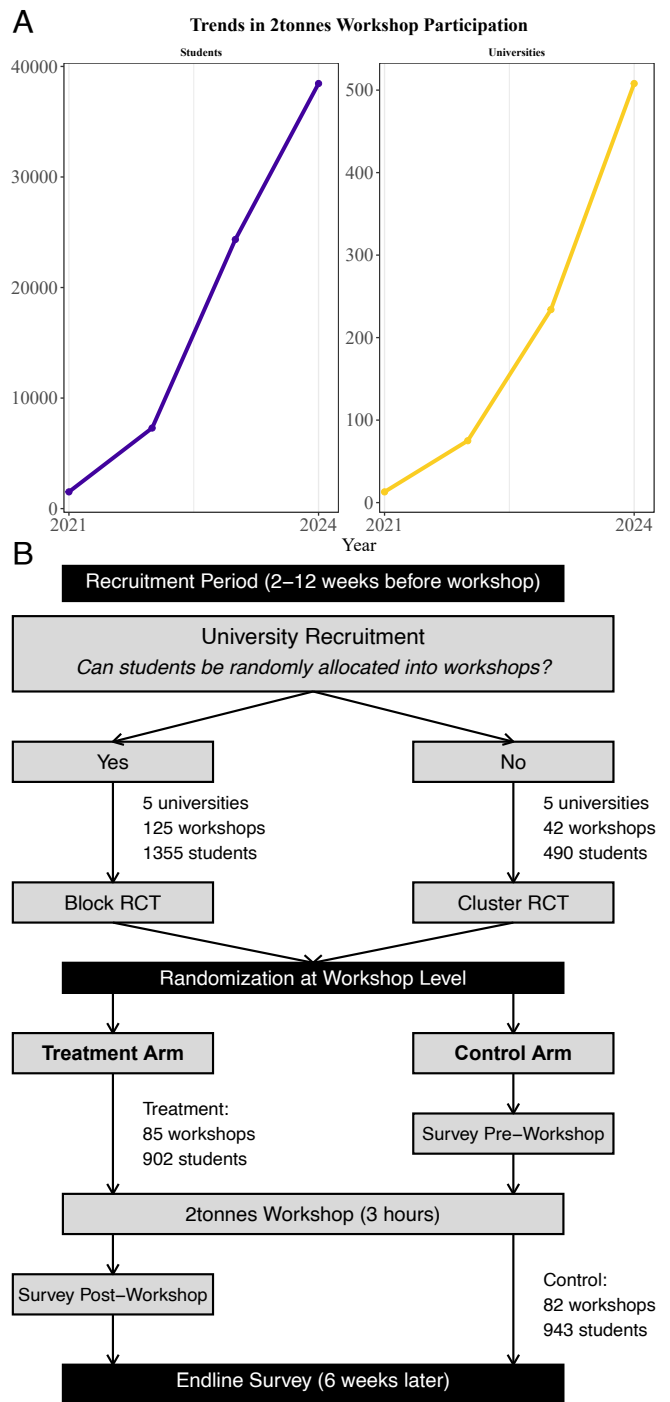 A
Trends in 2tonnes Workshop Participation
Students
Universities
40000
30000
20000
10000
0
2021
2024
500
400
300
200
100
0
2021
2024
Year
B
Recruitment Period (2–12 weeks before workshop)
University Recruitment
Can students be randomly allocated into workshops?
Yes
No
5 universities
125 workshops
1355 students
5 universities
42 workshops
490 students
Block RCT
Cluster RCT
Randomization at Workshop Level
Treatment Arm
Control Arm
Treatment:
85 workshops
902 students
Survey Pre–Workshop
2tonnes Workshop (3 hours)
Survey Post–Workshop
Control:
82 workshops
943 students
Endline Survey (6 weeks later)